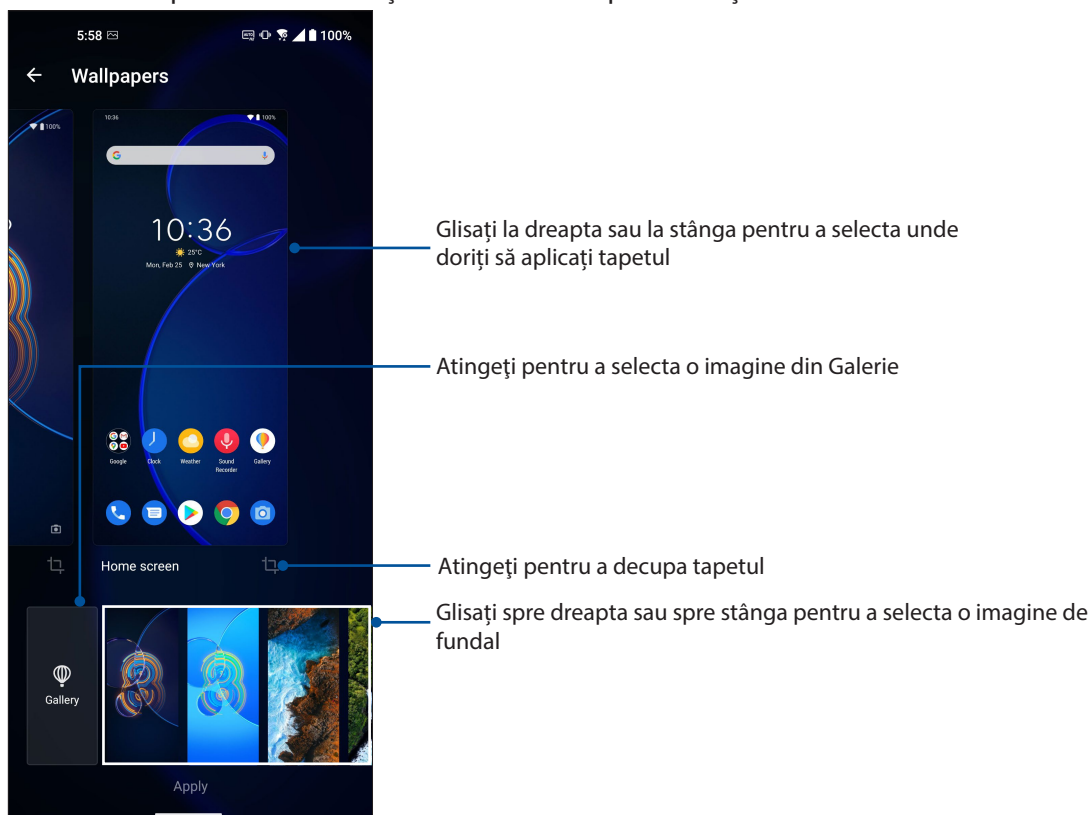 5:58 100%
Wallpapers
100%
10:36 100%
G
10:36
25°C
Mon, Feb 25 New York
Glisați la dreapta sau la stânga pentru a selecta unde
doriți să aplicați tapetul
Atingeţi pentru a selecta o imagine din Galerie
Google Clock Weather Sound Gallery
Recorder
Home screen
Atingeţi pentru a decupa tapetul
Glisați spre dreapta sau spre stânga pentru a selecta o imagine de
fundal
Gallery
Apply